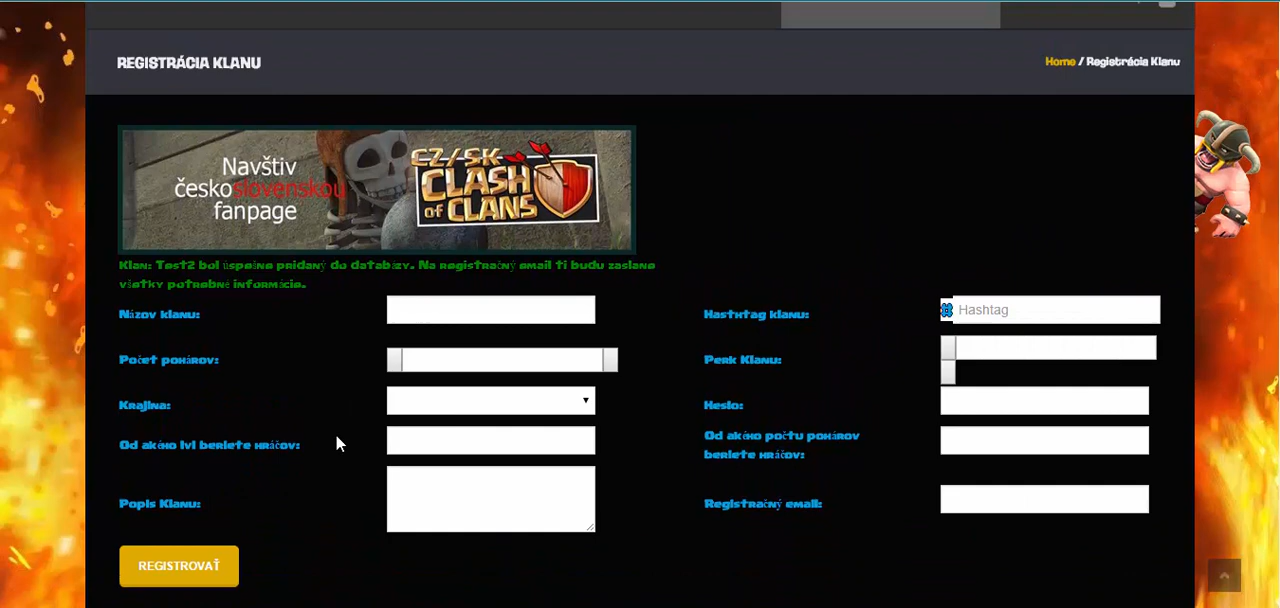 REGISTRÁCIA KLANU
Home / Registrácia Klanu
Navštiv
československou
fanpage
CZ/SK
CLASH
of CLANS
Klan: Test2 bol úspešne pridaný do databázy. Na registračný email ti budu zaslane
všetky potrebné informácie.
Názov klanu:
Hashtag klanu:
#
Hashtag
Počet pohárov:
Perk Klanu:
Krajina:
Heslo:
Od akého lvl beriete hráčov:
Od akého počtu pohárov
beriete hráčov:
Popis Klanu:
Registračný email:
REGISTROVAŤ